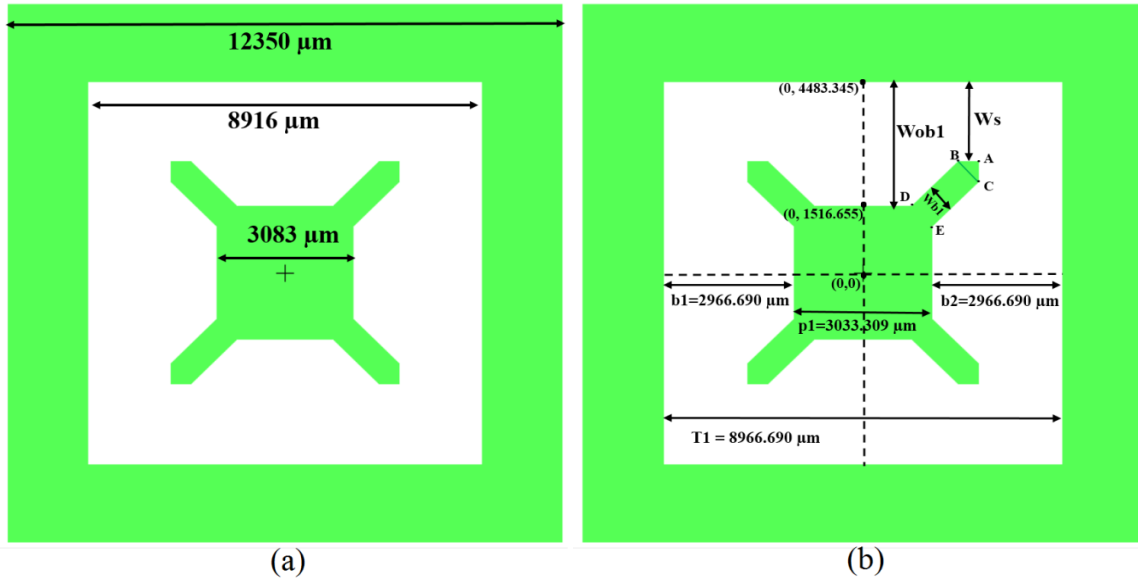 12350 µm
8916 µm
3083 µm
(a)
(0, 4483.345)
Wob1
Ws
B
A
C
D
Wb1
(0, 1516.655)
E
(0,0)
b1=2966.690 µm
b2=2966.690 µm
p1=3033.309 µm
T1 = 8966.690 µm
(b)